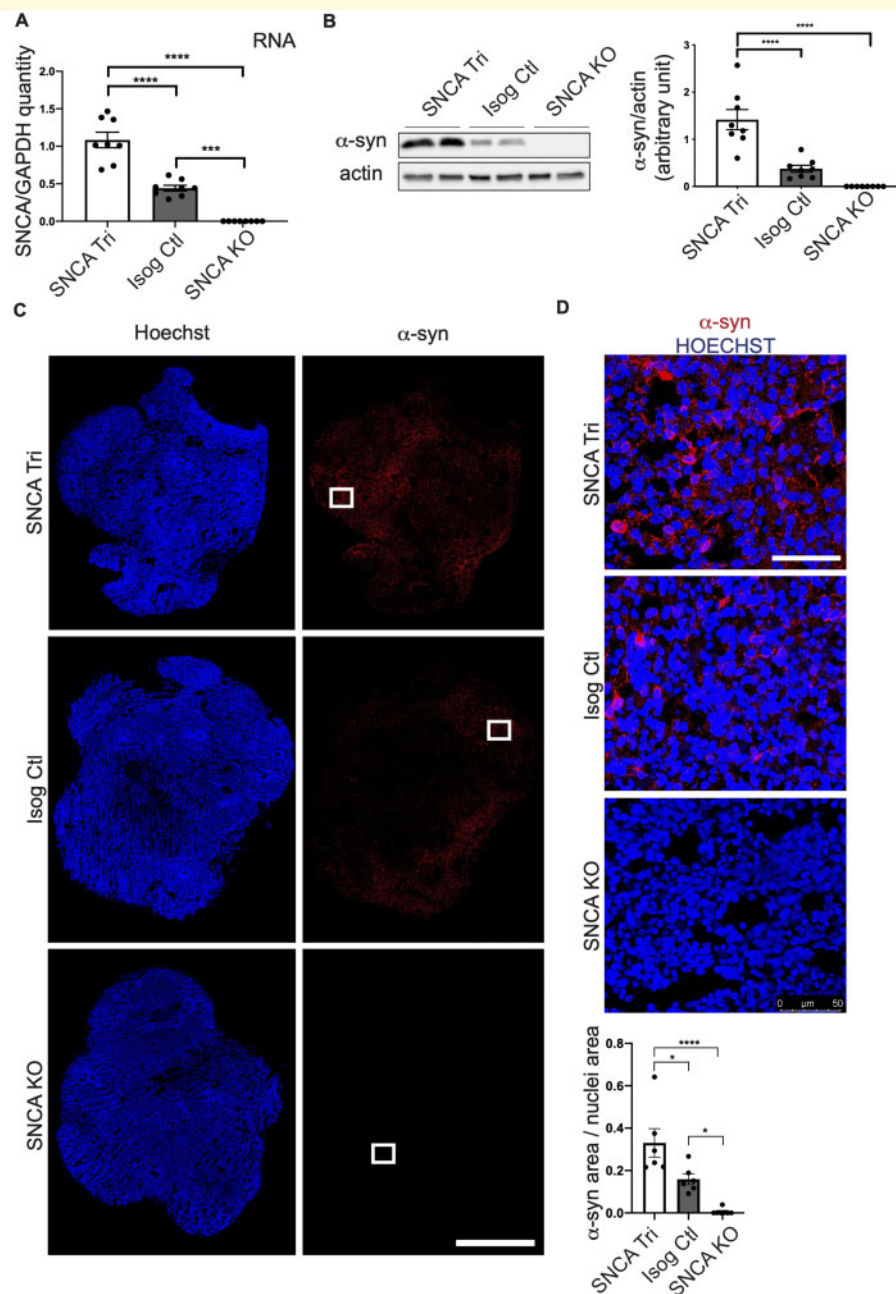 A
RNA
SNCA/GAPDH quantity
2.0
1.5
1.0
0.5
0.0
****
****
***
SNCA Tri
Isog Ctl
SNCA KO
B
SNCA Tri
Isog Ctl
SNCA KO
α-syn
actin
α-syn/actin
(arbitrary unit)
3
2
1
0
****
****
SNCA Tri
Isog Ctl
SNCA KO
C
Hoechst
α-syn
SNCA Tri
Isog Ctl
SNCA KO
D
α-syn
HOECHST
SNCA Tri
Isog Ctl
SNCA KO
0 µm 50
α-syn area / nuclei area
0.8
0.6
0.4
0.2
0.0
****
*
*
SNCA Tri
Isog Ctl
SNCA KO